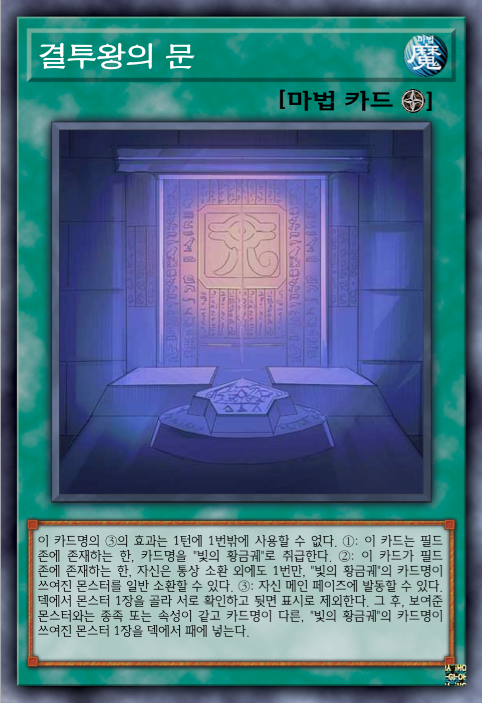 결투왕의 문
마법
魔
[마법 카드 ]
이 카드명의 ③의 효과는 1턴에 1번밖에 사용할 수 없다. ①: 이 카드는 필드
존에 존재하는 한, 카드명을 "빛의 황금궤"로 취급한다. ②: 이 카드가 필드
존에 존재하는 한, 자신은 통상 소환 외에도 1번만, "빛의 황금궤"의 카드명이
쓰여진 몬스터를 일반 소환할 수 있다. ③: 자신 메인 페이즈에 발동할 수 있다.
덱에서 몬스터 1장을 골라 서로 확인하고 뒷면 표시로 제외한다. 그 후, 보여준
몬스터와는 종족 또는 속성이 같고 카드명이 다른, "빛의 황금궤"의 카드명이
쓰여진 몬스터 1장을 덱에서 패에 넣는다.